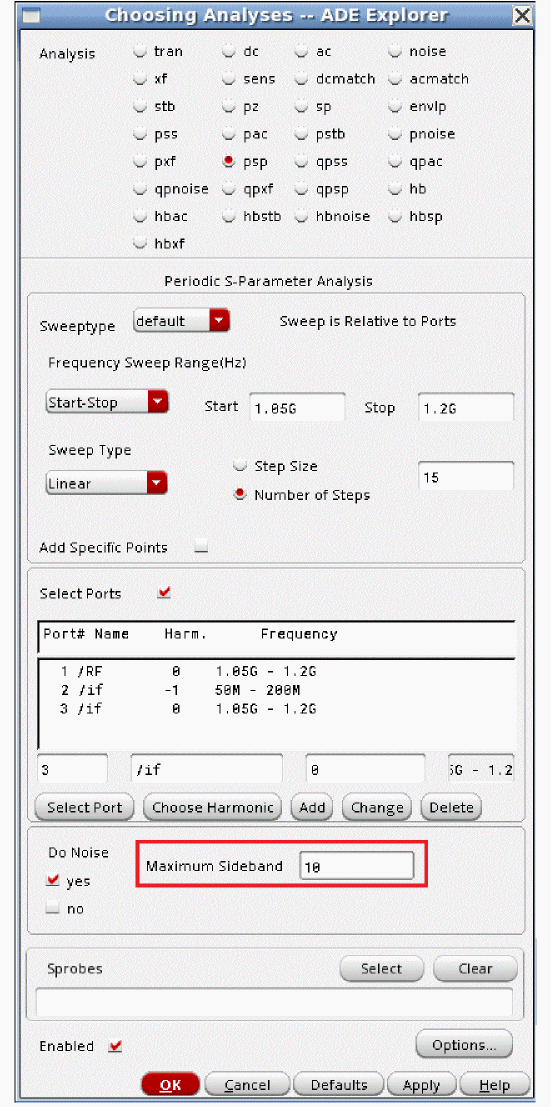 Choosing Analyses -- ADE Explorer
Analysis tran dc ac noise
xf sens dcmatch acmatch
stb pz sp envlp
pss pac pstb pnoise
pxf psp qpss qpac
qpnoise qpxf qpsp hb
hbac hbstb hbnoise hbsp
hbxf
Periodic S-Parameter Analysis
Sweeptype default Sweep is Relative to Ports
Frequency Sweep Range(Hz)
Start-Stop Start 1.05G Stop 1.2G
Sweep Type
Linear
Step Size
Number of Steps
15
Add Specific Points
Select Ports
Port# Name Harm. Frequency
1 /RF 0 1.05G - 1.2G
2 /if -1 50M - 200M
3 /if 0 1.05G - 1.2G
3 /if 0 5G - 1.2
Select Port Choose Harmonic Add Change Delete
Do Noise
yes
no
Maximum Sideband 10
Sprobes Select Clear
Enabled Options...
OK Cancel Defaults Apply Help